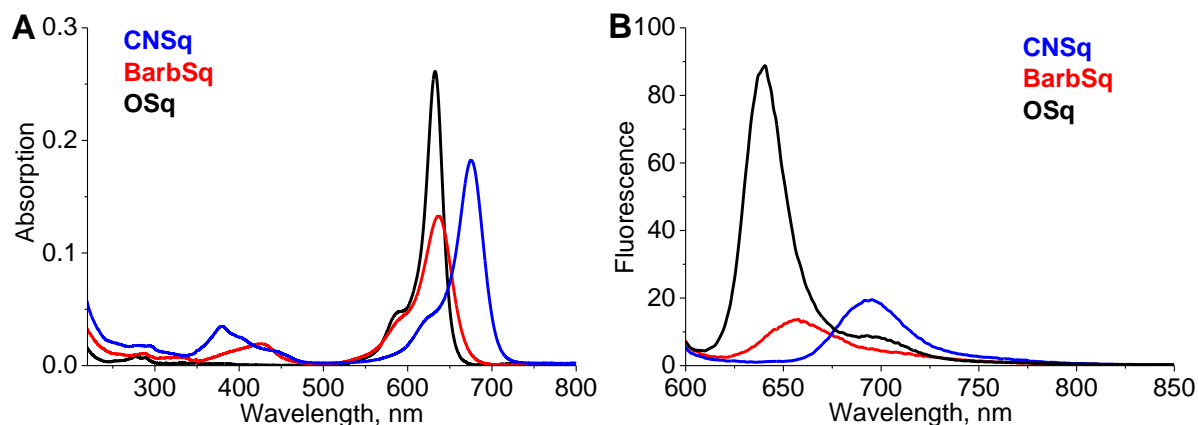 A
CNSq
BarbSq
OSq
Absorption
0.3
0.2
0.1
0.0
300 400 500 600 700 800
Wavelength, nm
B
CNSq
BarbSq
OSq
Fluorescence
100
80
60
40
20
0
600 650 700 750 800 850
Wavelength, nm